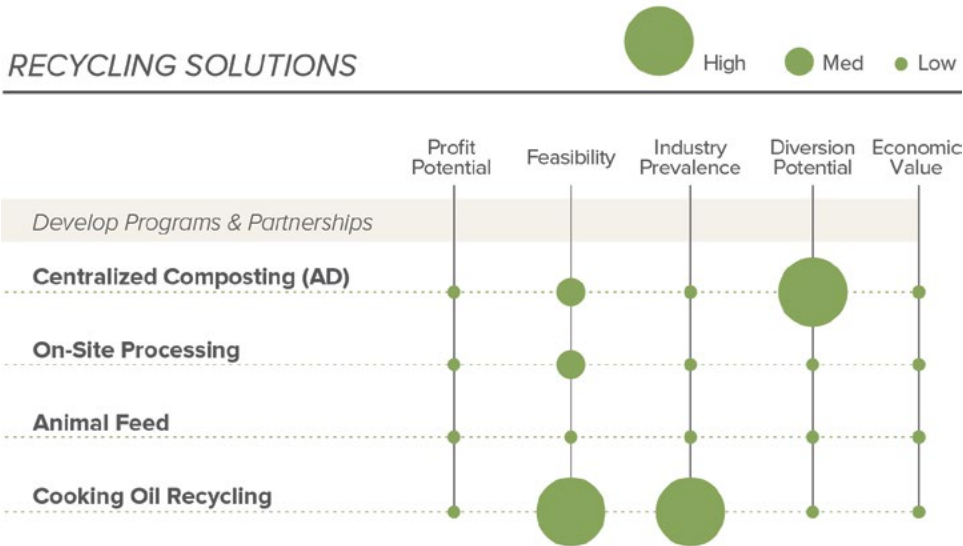 RECYCLING SOLUTIONS
High
Med
Low
Profit
Potential
Feasibility
Industry
Prevalence
Diversion
Potential
Economic
Value
Develop Programs & Partnerships
Centralized Composting (AD)
On-Site Processing
Animal Feed
Cooking Oil Recycling